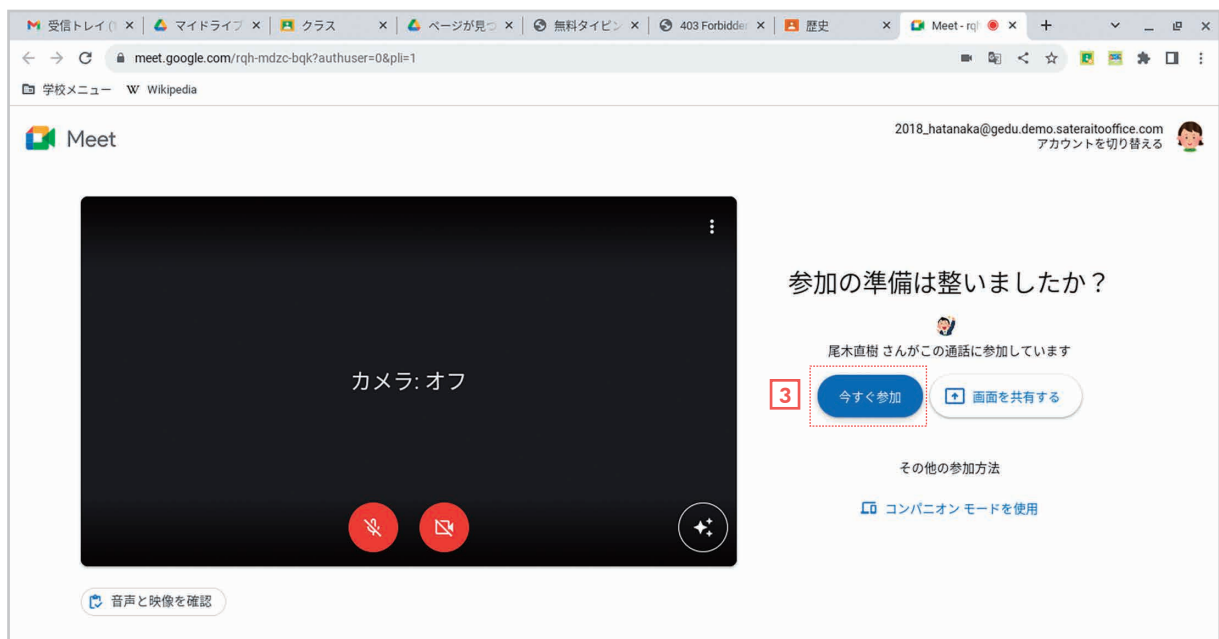 受信トレイ (
マイドライブ
クラス
ページが見つ
無料タイピン
403 Forbidden
歴史
Meet - rql
meet.google.com/rqh-mdzc-bqk?authuser=0&pli=1
学校メニュー
W Wikipedia
Meet
2018_hatanaka@gedu.demo.sateraitooffice.com
アカウントを切り替える
カメラ: オフ
参加の準備は整いましたか？
尾木直樹 さんがこの通話に参加しています
3
今すぐ参加
画面を共有する
その他の参加方法
コンパニオン モードを使用
音声と映像を確認